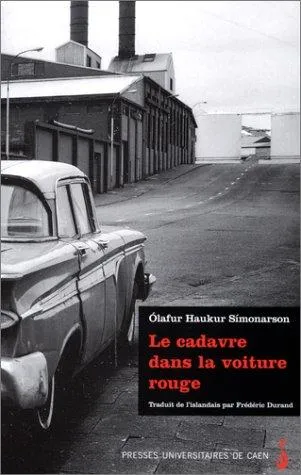 Ólafur Haukur Símonarson
Le cadavre
dans la voiture
rouge
Traduit de l'islandais par Frédéric Durand
PRESSES UNIVERSITAIRES DE CAEN